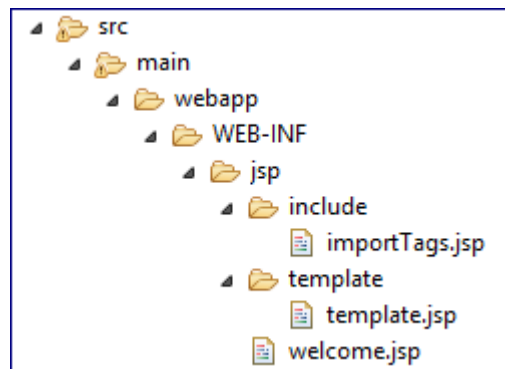 src
main
webapp
WEB-INF
jsp
include
importTags.jsp
template
template.jsp
welcome.jsp